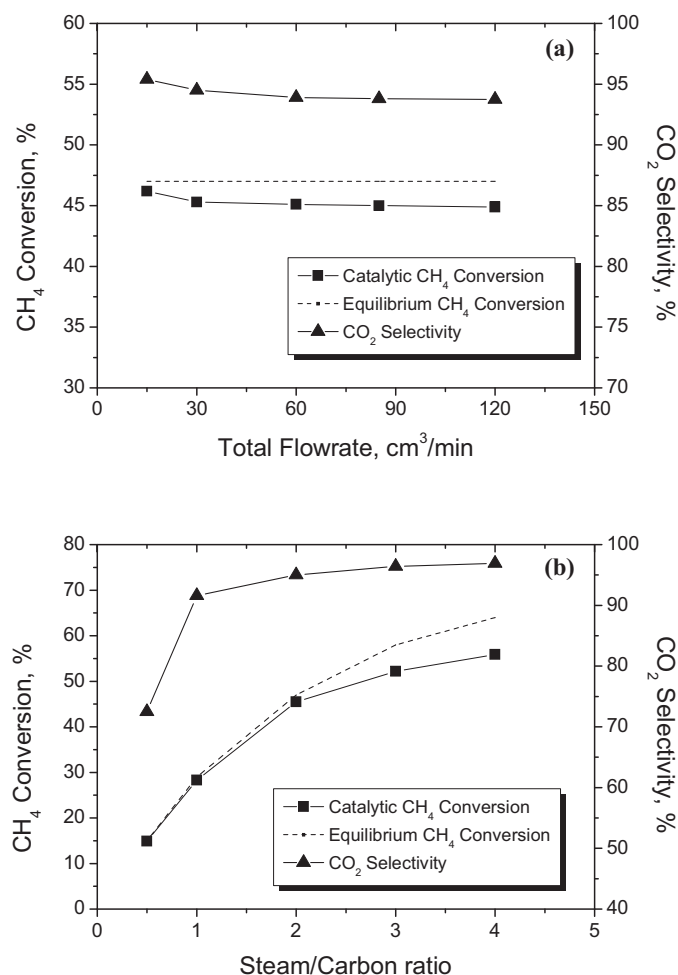 (a)
60
55
50
45
40
35
30
CH₄ Conversion, %
100
95
90
85
80
75
70
CO₂ Selectivity, %
Catalytic CH₄ Conversion
Equilibrium CH₄ Conversion
CO₂ Selectivity
0 30 60 90 120 150
Total Flowrate, cm³/min
(b)
80
70
60
50
40
30
20
10
0
CH₄ Conversion, %
100
90
80
70
60
50
40
CO₂ Selectivity, %
Catalytic CH₄ Conversion
Equilibrium CH₄ Conversion
CO₂ Selectivity
0 1 2 3 4 5
Steam/Carbon ratio